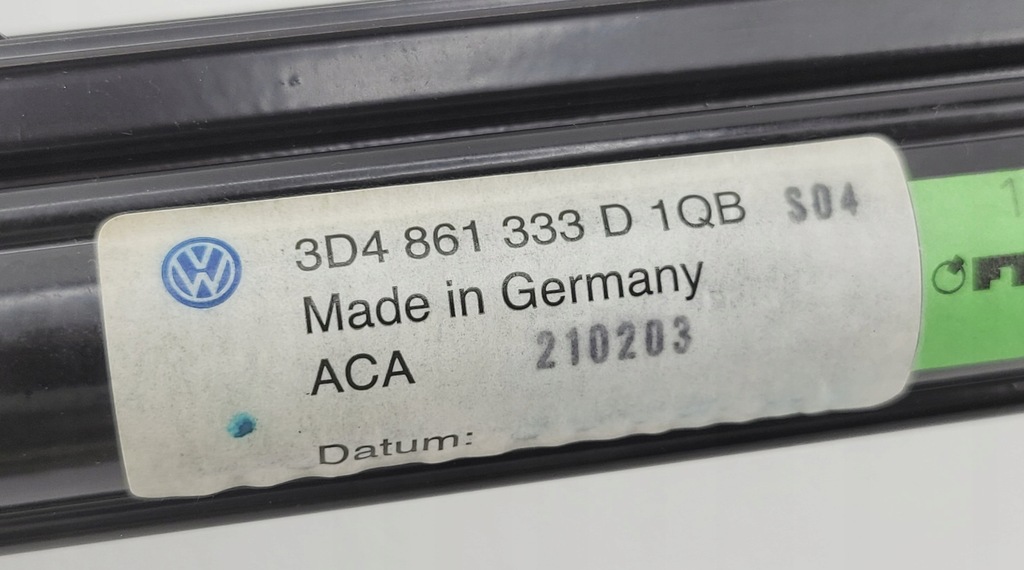 3D4 861 333 D 1QB S04
Made in Germany
ACA 210203
Datum: